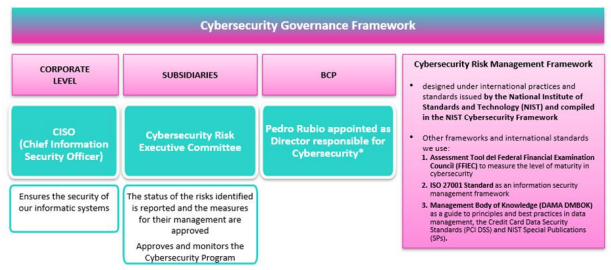 Cybersecurity Governance Framework
CORPORATE
LEVEL
CISO
(Chief Information
Security Officer)
Ensures the security of
our informatic systems
SUBSIDIARIES
Cybersecurity Risk
Executive Committee
The status of the risks identified
is reported and the measures
for their management are
approved
Approves and monitors the
Cybersecurity Program
BCP
Pedro Rubio appointed as
Director responsible for
Cybersecurity*
Cybersecurity Risk Management Framework
• designed under international practices and
standards issued by the National Institute of
Standards and Technology (NIST) and compiled
in the NIST Cybersecurity Framework
• Other frameworks and international standards
we use:
1. Assessment Tool del Federal Financial Examination
Council (FFIEC) to measure the level of maturity in
cybersecurity
2. ISO 27001 Standard as an information security
management framework
3. Management Body of Knowledge (DAMA DMBOK)
as a guide to principles and best practices in data
management, the Credit Card Data Security
Standards (PCI DSS) and NIST Special Publications
(SPs).